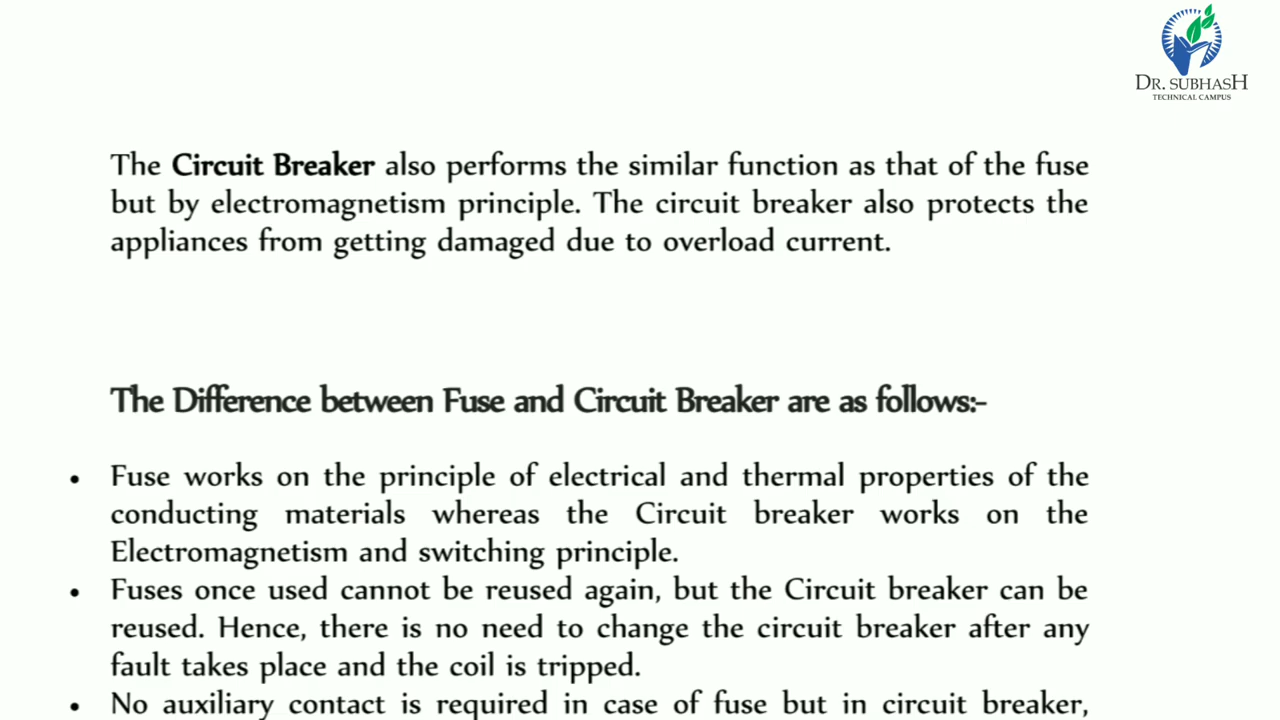 DR. SUBHASH
TECHNICAL CAMPUS
The Circuit Breaker also performs the similar function as that of the fuse
but by electromagnetism principle. The circuit breaker also protects the
appliances from getting damaged due to overload current.
The Difference between Fuse and Circuit Breaker are as follows:-
• Fuse works on the principle of electrical and thermal properties of the
conducting materials whereas the Circuit breaker works on the
Electromagnetism and switching principle.
• Fuses once used cannot be reused again, but the Circuit breaker can be
reused. Hence, there is no need to change the circuit breaker after any
fault takes place and the coil is tripped.
• No auxiliary contact is required in case of fuse but in circuit breaker,